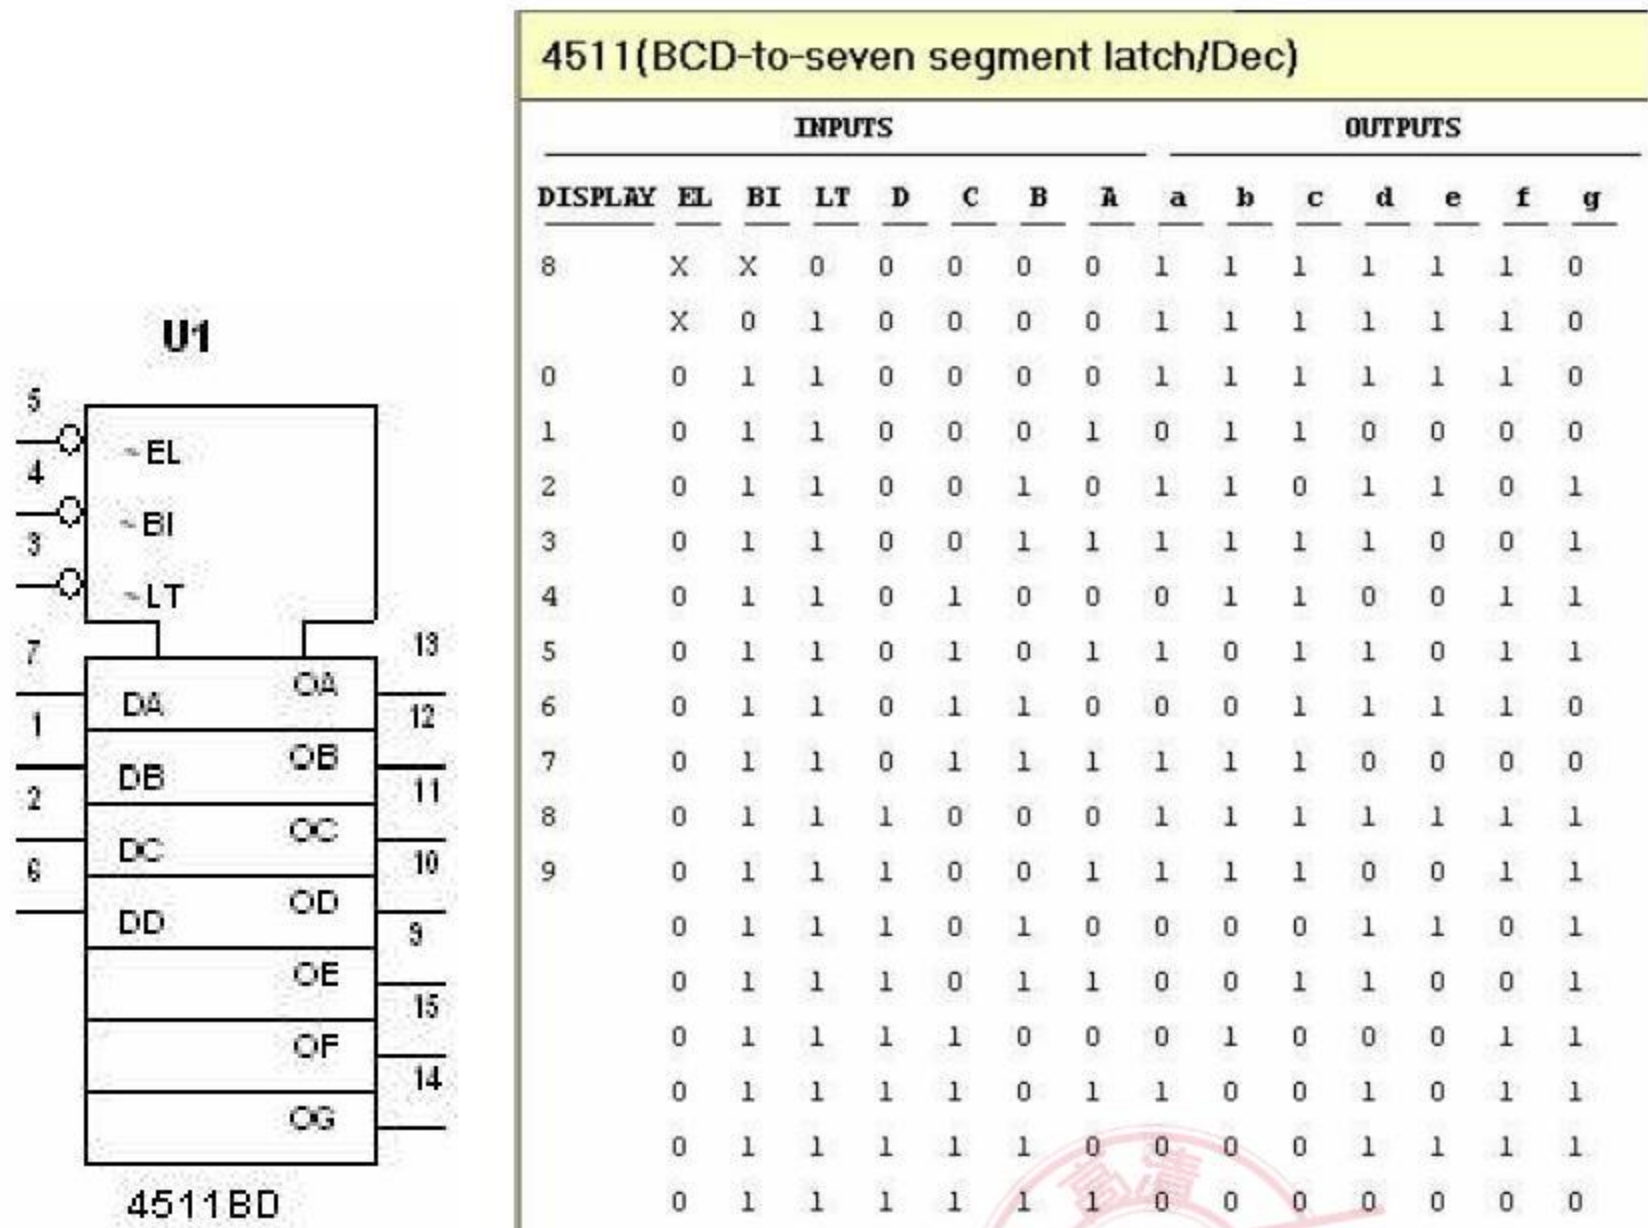 U1
5
~EL
4
~BI
3
~LT
7
13
DA
OA
1
12
DB
OB
2
11
DC
OC
6
10
DD
OD
9
OE
15
OF
14
OG
4511BD
4511(BCD-to-seven segment latch/Dec)
INPUTS OUTPUTS
DISPLAY EL BI LT D C B A a b c d e f g
8 X X 0 0 0 0 0 1 1 1 1 1 1 0
X 0 1 0 0 0 0 1 1 1 1 1 1 0
0 0 1 1 0 0 0 0 1 1 1 1 1 1 0
1 0 1 1 0 0 0 1 0 1 1 0 0 0 0
2 0 1 1 0 0 1 0 1 1 0 1 1 0 1
3 0 1 1 0 0 1 1 1 1 1 1 0 0 1
4 0 1 1 0 1 0 0 0 1 1 0 0 1 1
5 0 1 1 0 1 0 1 1 0 1 1 0 1 1
6 0 1 1 0 1 1 0 0 0 1 1 1 1 0
7 0 1 1 0 1 1 1 1 1 1 0 0 0 0
8 0 1 1 1 0 0 0 1 1 1 1 1 1 1
9 0 1 1 1 0 0 1 1 1 1 0 0 1 1
0 1 1 1 0 1 0 0 0 0 1 1 0 1
0 1 1 1 0 1 1 0 0 1 1 0 0 1
0 1 1 1 1 0 0 0 1 0 0 0 1 1
0 1 1 1 1 0 1 1 0 0 1 0 1 1
0 1 1 1 1 1 0 0 0 0 1 1 1 1
0 1 1 1 1 1 1 0 0 0 0 0 0 0
高清